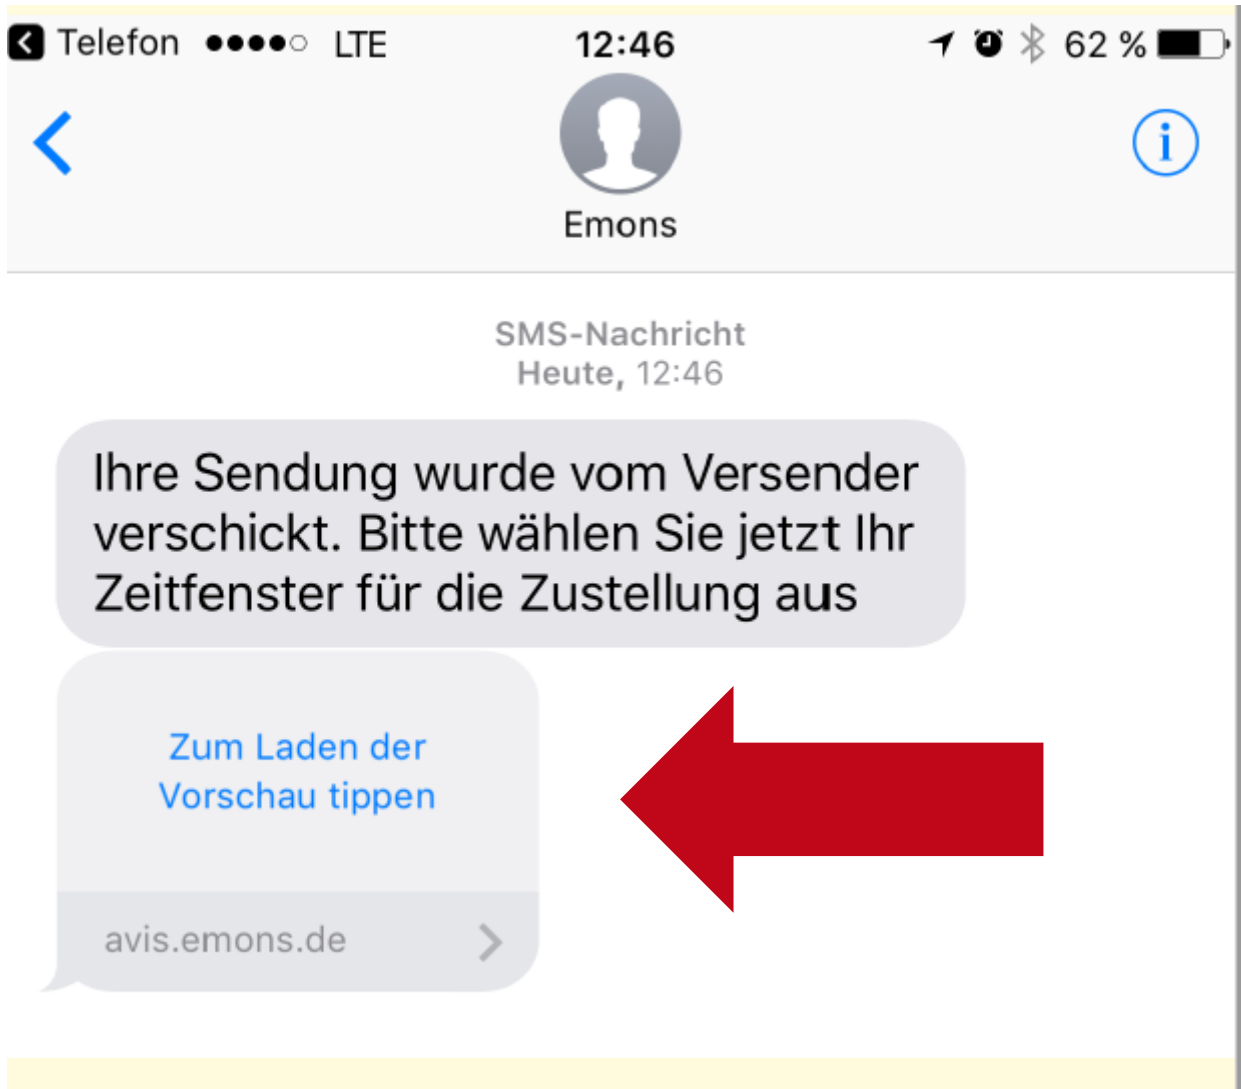 Telefon LTE 12:46 62 %
Emons
SMS-Nachricht
Heute, 12:46
Ihre Sendung wurde vom Versender
verschickt. Bitte wählen Sie jetzt Ihr
Zeitfenster für die Zustellung aus
Zum Laden der
Vorschau tippen
avis.emons.de